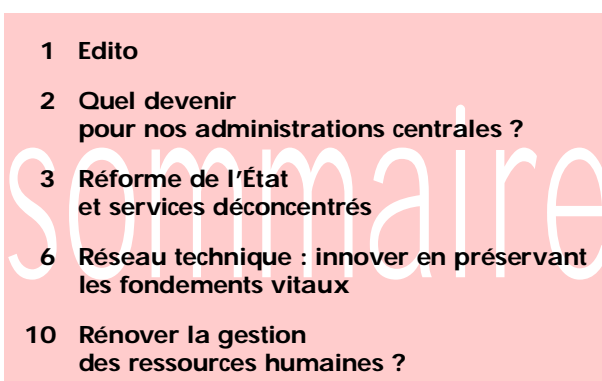 sommaire
1 Edito
2 Quel devenir
pour nos administrations centrales ?
3 Réforme de l'État
et services déconcentrés
6 Réseau technique : innover en préservant
les fondements vitaux
10 Rénover la gestion
des ressources humaines ?